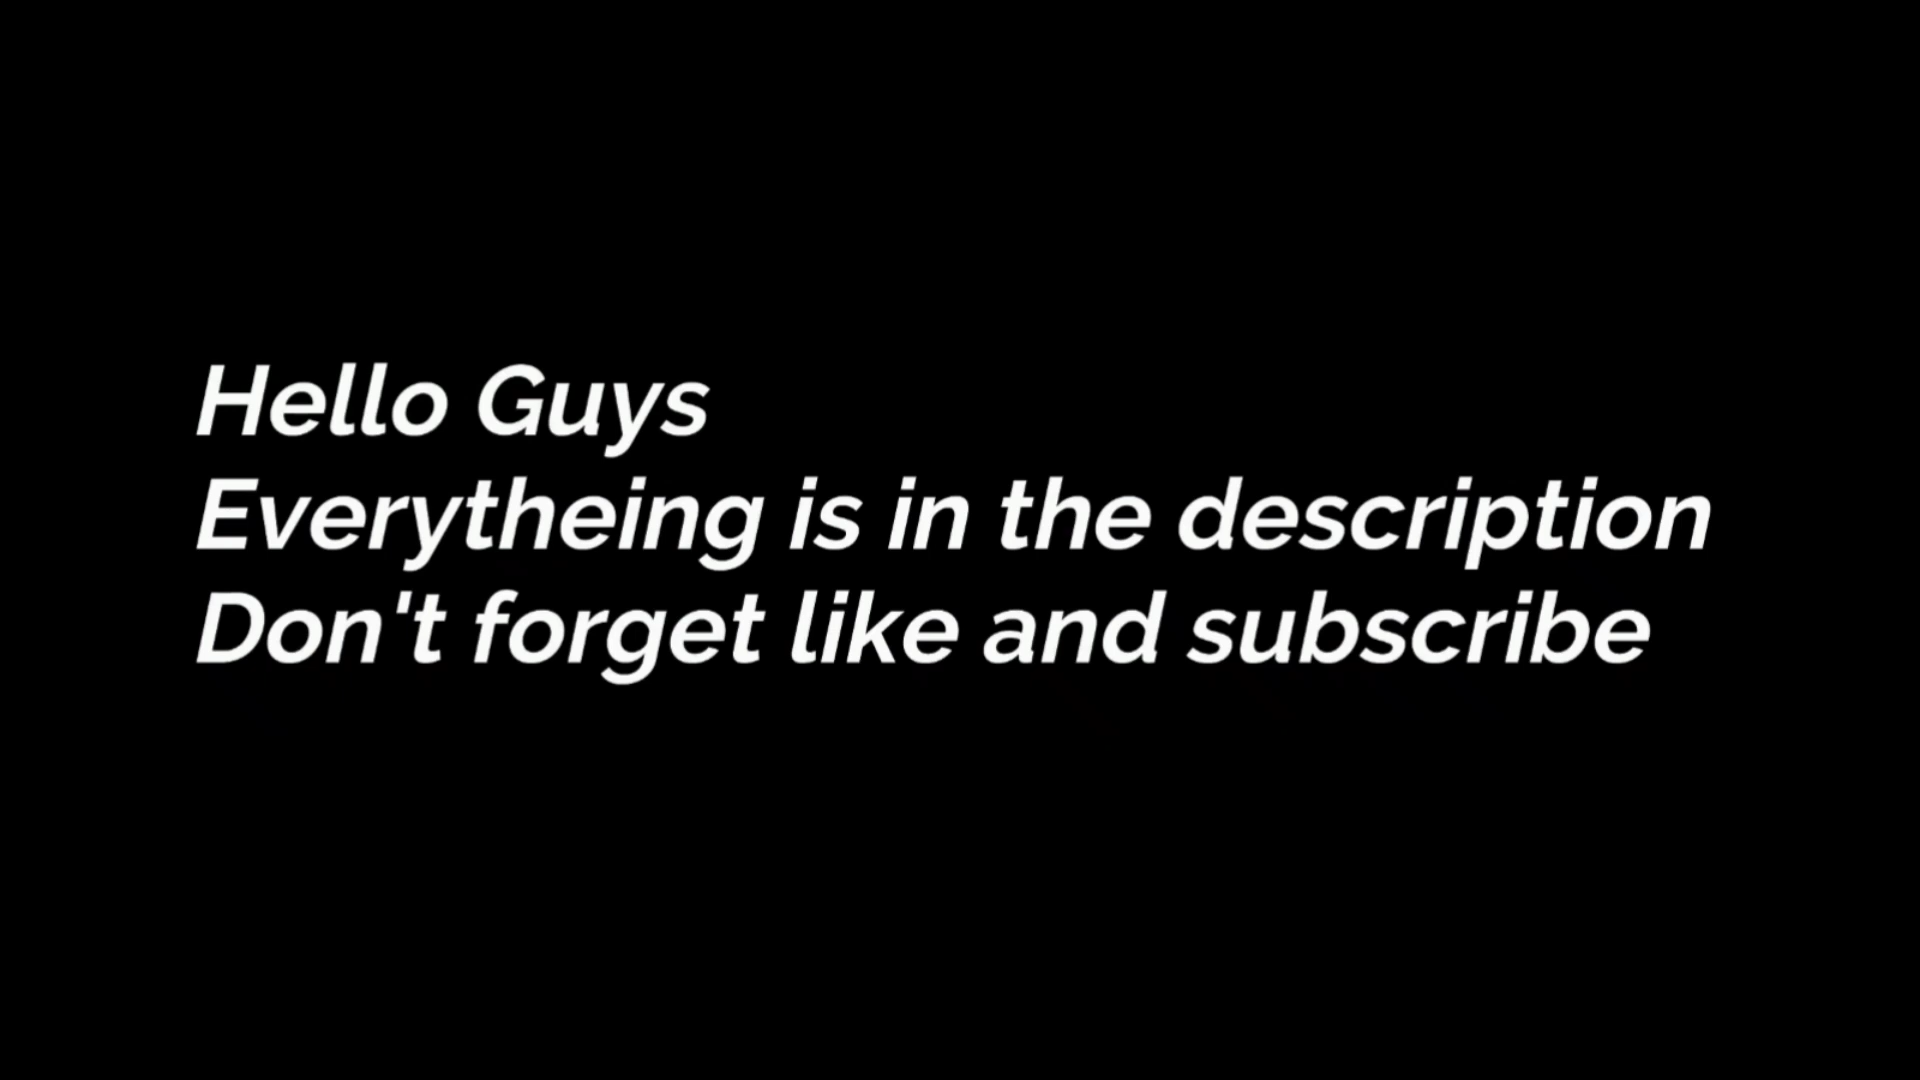 Hello Guys
Everytheing is in the description
Don't forget like and subscribe